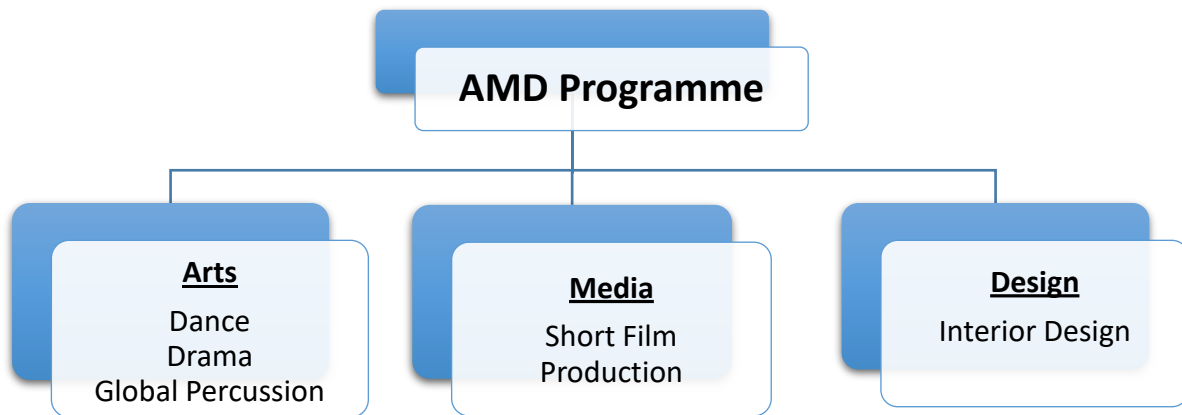 AMD Programme
Arts
Dance
Drama
Global Percussion
Media
Short Film
Production
Design
Interior Design